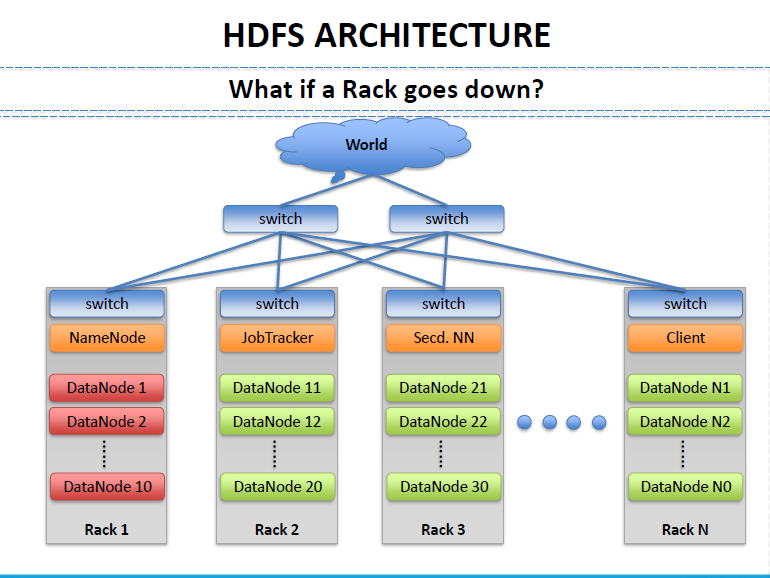 HDFS ARCHITECTURE
What if a Rack goes down?
World
switch switch
switch switch switch switch
NameNode JobTracker Secd. NN Client
DataNode 1 DataNode 11 DataNode 21 DataNode N1
DataNode 2 DataNode 12 DataNode 22 DataNode N2
DataNode 10 DataNode 20 DataNode 30 DataNode N0
Rack 1 Rack 2 Rack 3 Rack N